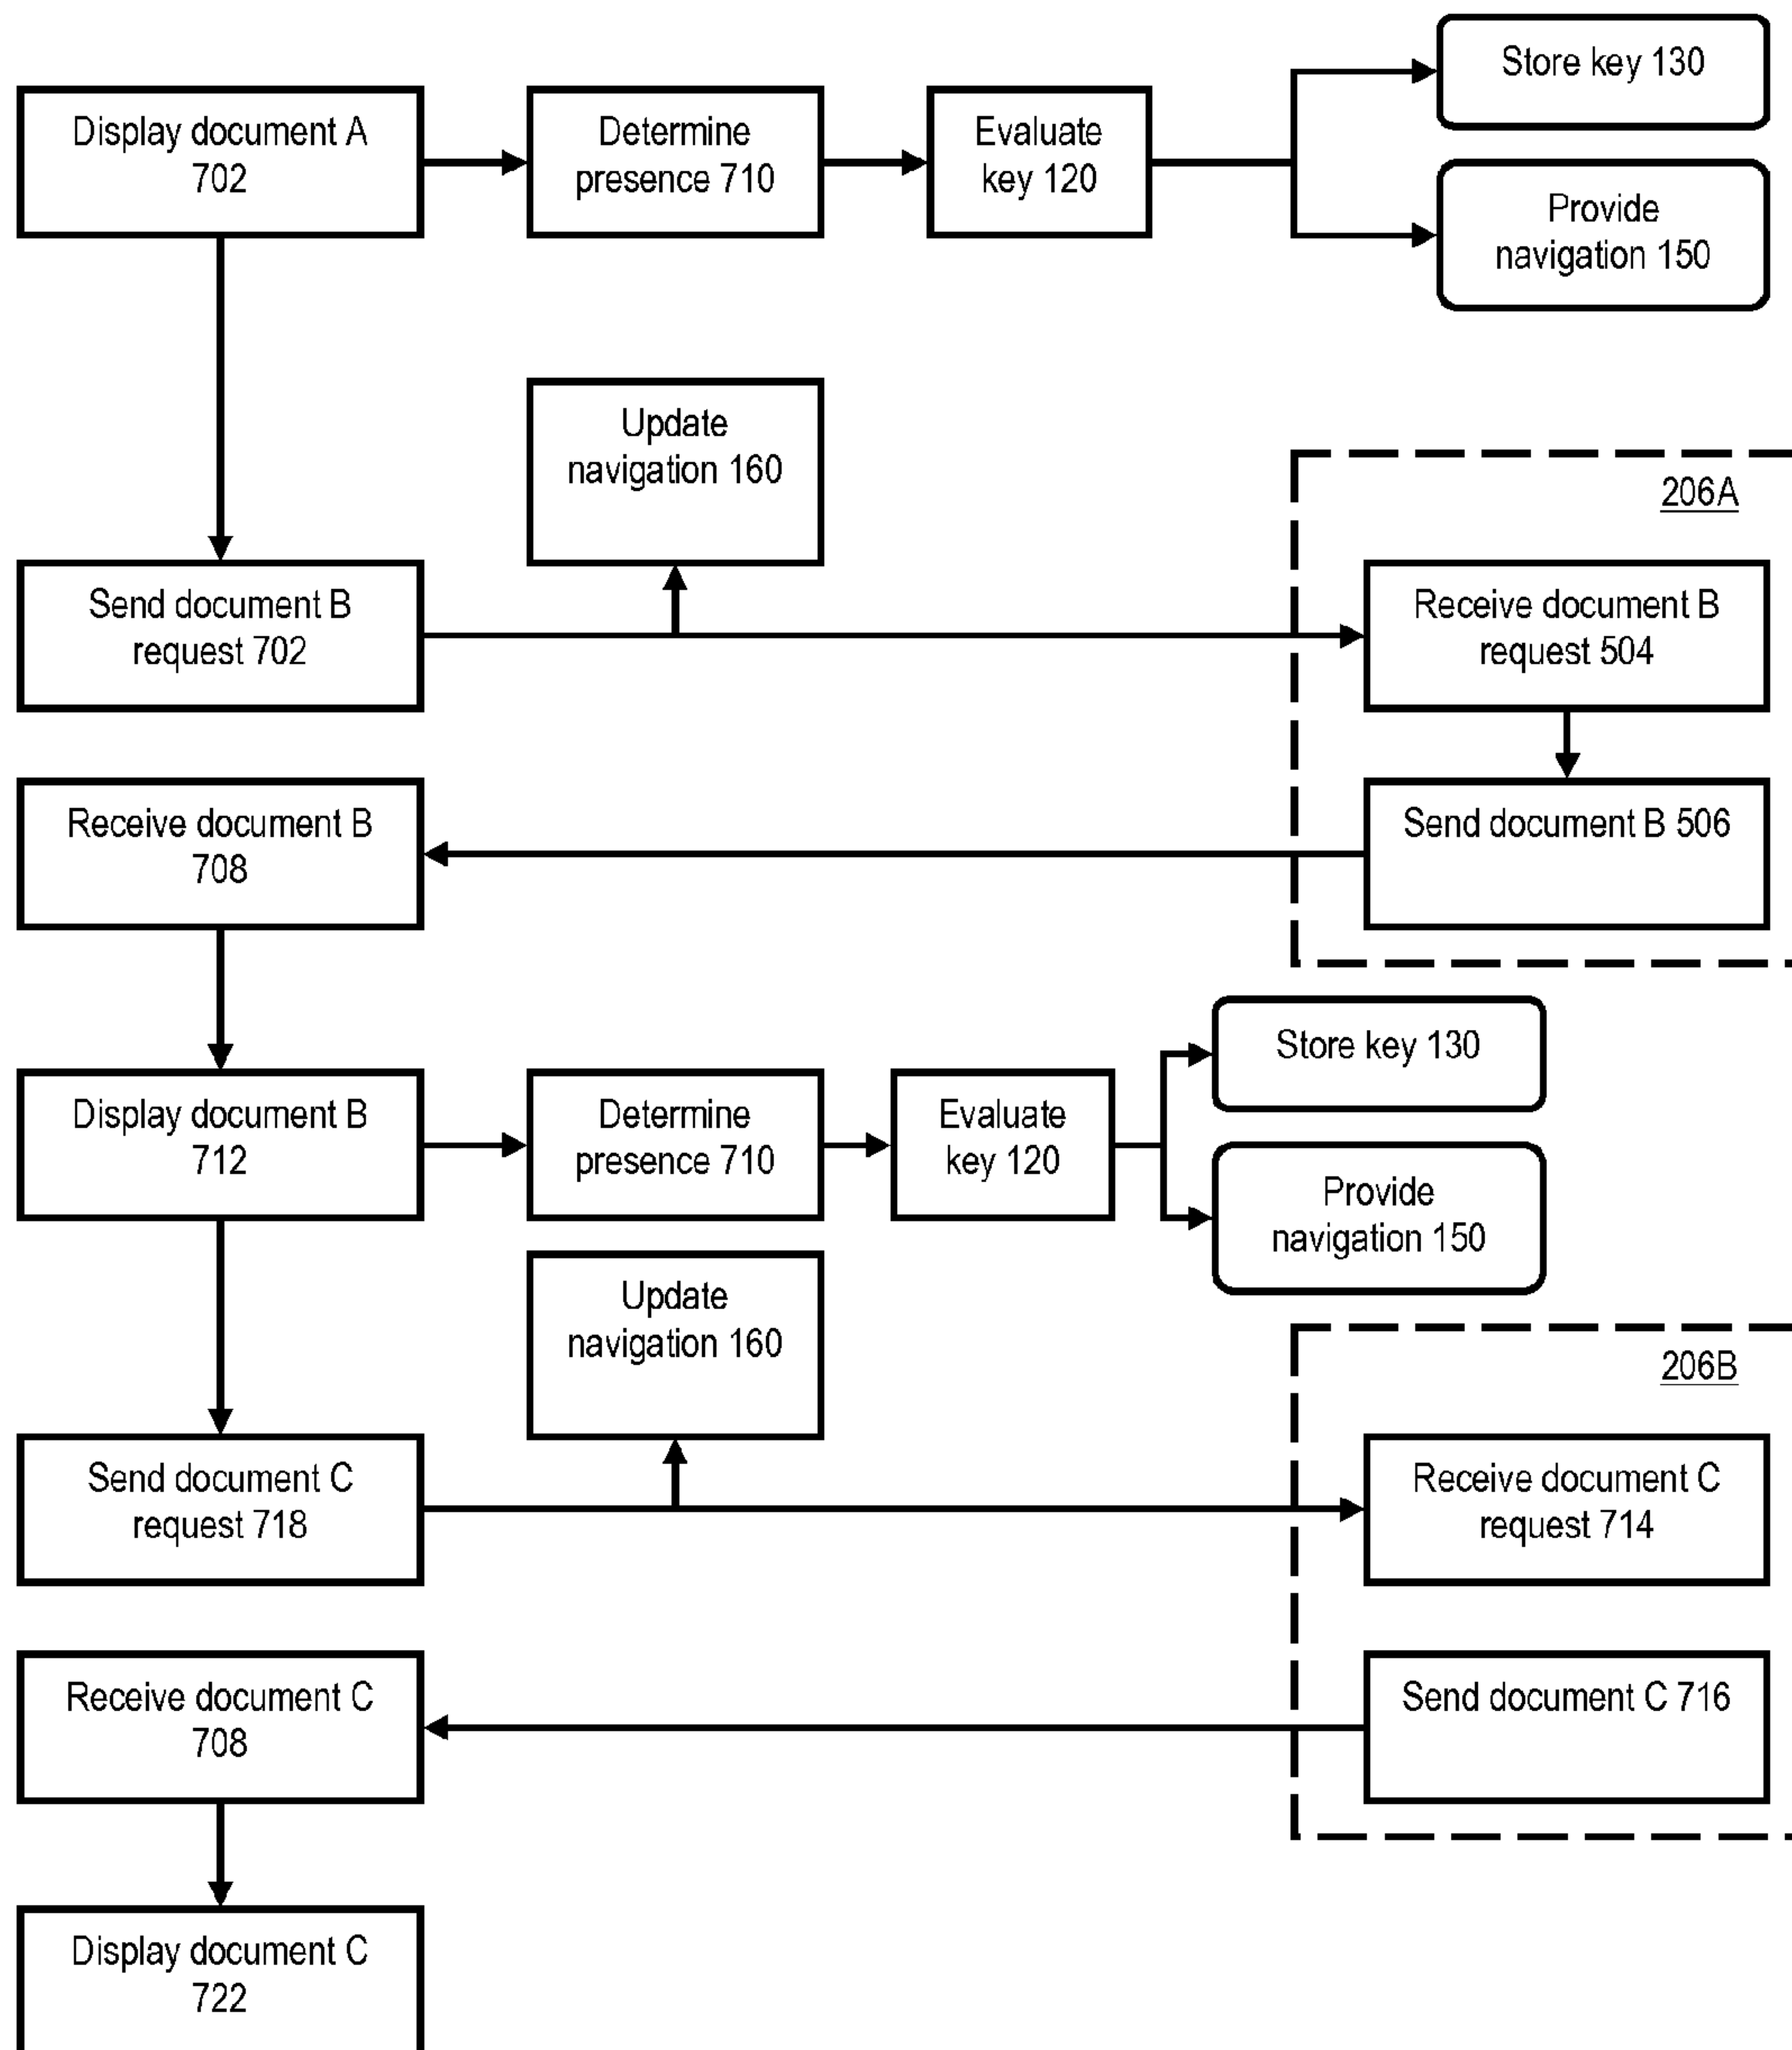 Store key 130
Display document A
702
Determine
presence 710
Evaluate
key 120
Provide
navigation 150
Update
navigation 160
206A
Send document B
request 702
Receive document B
request 504
Receive document B
708
Send document B 506
Store key 130
Display document B
712
Determine
presence 710
Evaluate
key 120
Provide
navigation 150
Update
navigation 160
206B
Send document C
request 718
Receive document C
request 714
Receive document C
708
Send document C 716
Display document C
722